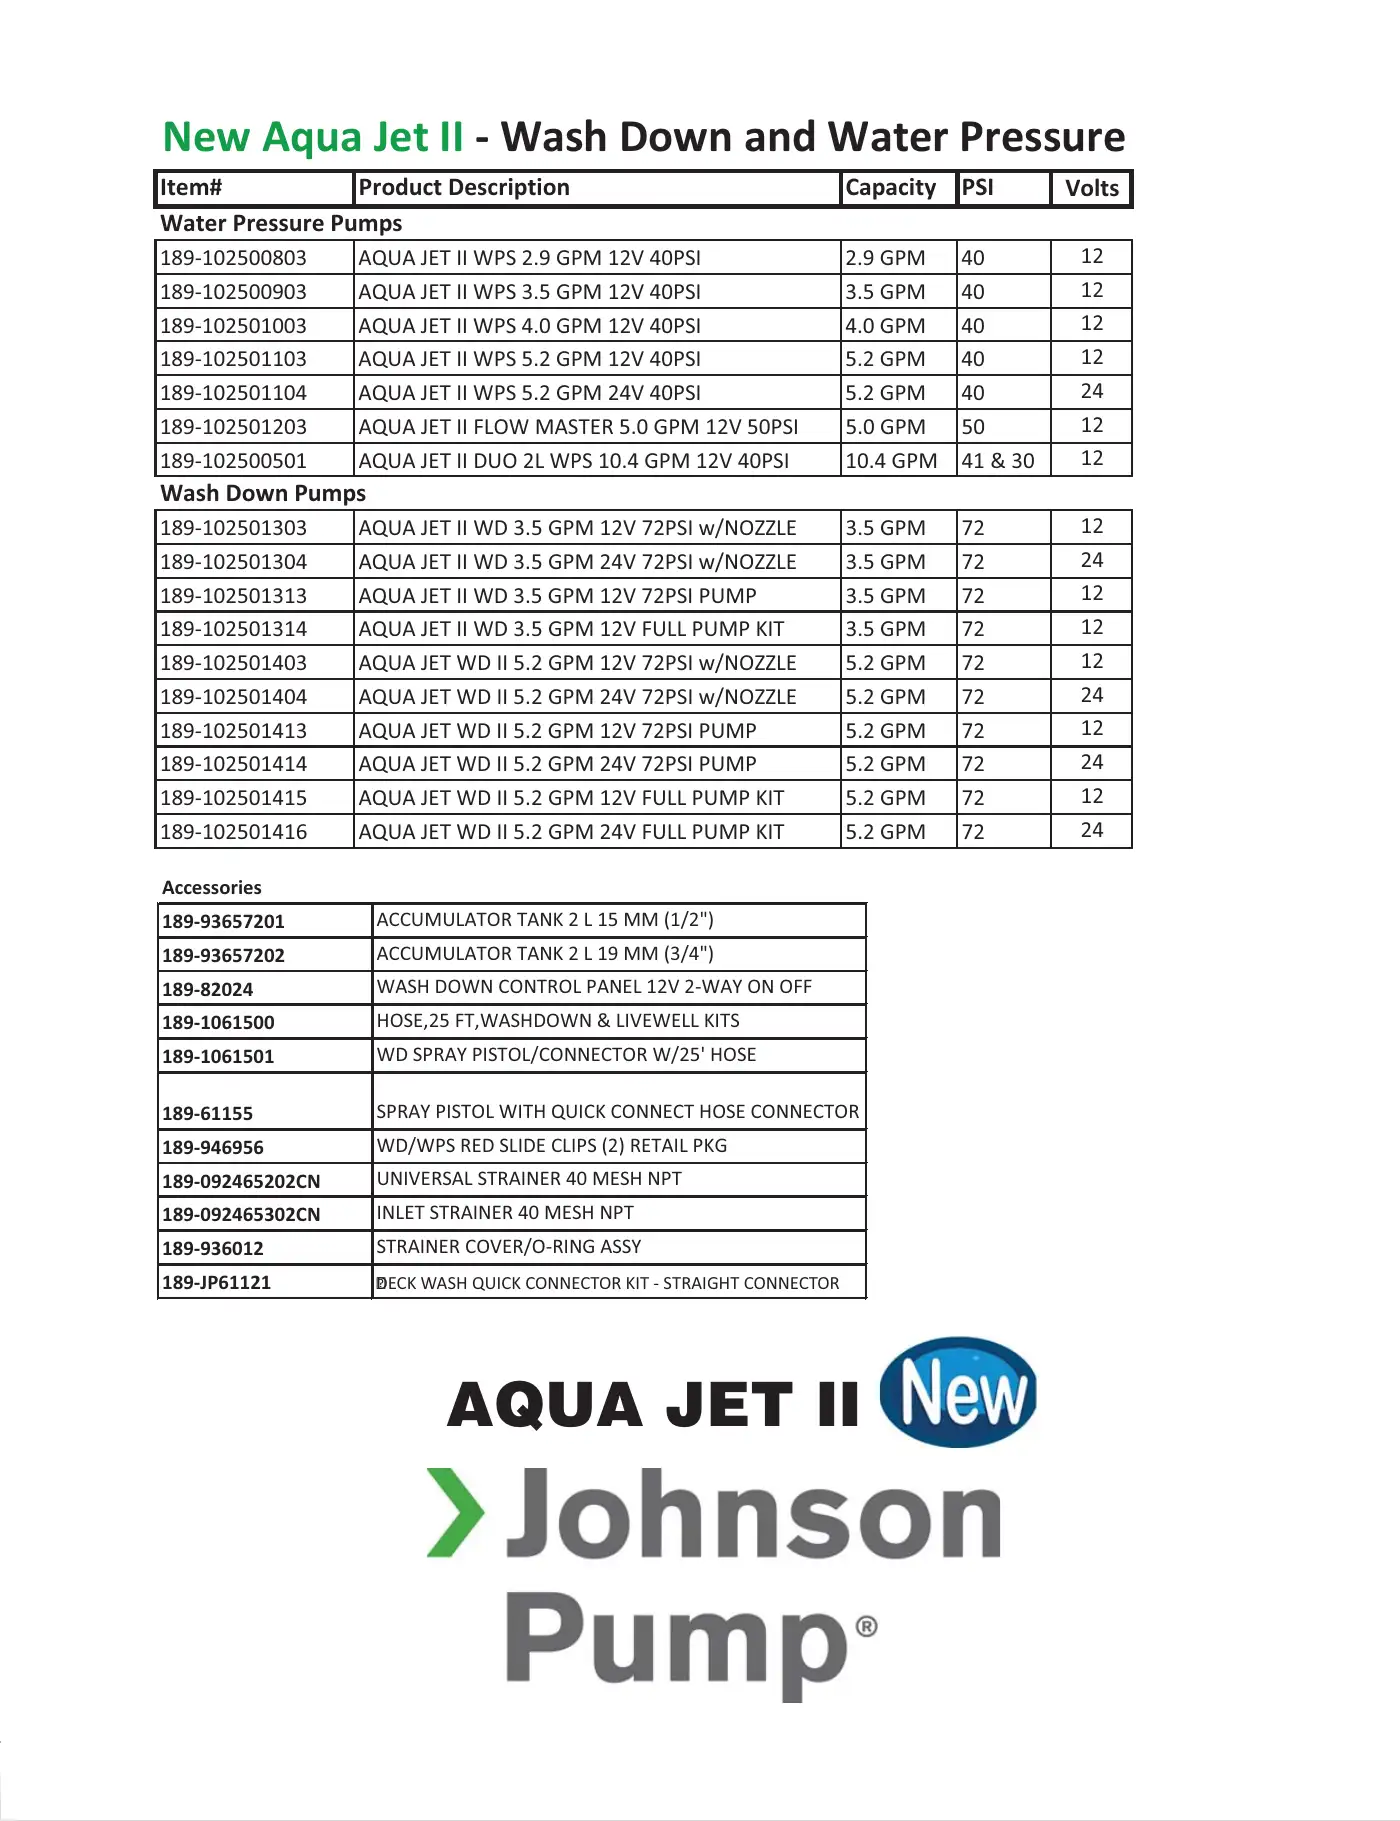 New Aqua Jet II - Wash Down and Water Pressure
Item# Product Description Capacity PSI Volts
Water Pressure Pumps
189-102500803 AQUA JET II WPS 2.9 GPM 12V 40PSI 2.9 GPM 40 12
189-102500903 AQUA JET II WPS 3.5 GPM 12V 40PSI 3.5 GPM 40 12
189-102501003 AQUA JET II WPS 4.0 GPM 12V 40PSI 4.0 GPM 40 12
189-102501103 AQUA JET II WPS 5.2 GPM 12V 40PSI 5.2 GPM 40 12
189-102501104 AQUA JET II WPS 5.2 GPM 24V 40PSI 5.2 GPM 40 24
189-102501203 AQUA JET II FLOW MASTER 5.0 GPM 12V 50PSI 5.0 GPM 50 12
189-102500501 AQUA JET II DUO 2L WPS 10.4 GPM 12V 40PSI 10.4 GPM 41 & 30 12
Wash Down Pumps
189-102501303 AQUA JET II WD 3.5 GPM 12V 72PSI w/NOZZLE 3.5 GPM 72 12
189-102501304 AQUA JET II WD 3.5 GPM 24V 72PSI w/NOZZLE 3.5 GPM 72 24
189-102501313 AQUA JET II WD 3.5 GPM 12V 72PSI PUMP 3.5 GPM 72 12
189-102501314 AQUA JET II WD 3.5 GPM 12V FULL PUMP KIT 3.5 GPM 72 12
189-102501403 AQUA JET WD II 5.2 GPM 12V 72PSI w/NOZZLE 5.2 GPM 72 12
189-102501404 AQUA JET WD II 5.2 GPM 24V 72PSI w/NOZZLE 5.2 GPM 72 24
189-102501413 AQUA JET WD II 5.2 GPM 12V 72PSI PUMP 5.2 GPM 72 12
189-102501414 AQUA JET WD II 5.2 GPM 24V 72PSI PUMP 5.2 GPM 72 24
189-102501415 AQUA JET WD II 5.2 GPM 12V FULL PUMP KIT 5.2 GPM 72 12
189-102501416 AQUA JET WD II 5.2 GPM 24V FULL PUMP KIT 5.2 GPM 72 24
Accessories
189-93657201 ACCUMULATOR TANK 2 L 15 MM (1/2")
189-93657202 ACCUMULATOR TANK 2 L 19 MM (3/4")
189-82024 WASH DOWN CONTROL PANEL 12V 2-WAY ON OFF
189-1061500 HOSE,25 FT,WASHDOWN & LIVEWELL KITS
189-1061501 WD SPRAY PISTOL/CONNECTOR W/25' HOSE
189-61155 SPRAY PISTOL WITH QUICK CONNECT HOSE CONNECTOR
189-946956 WD/WPS RED SLIDE CLIPS (2) RETAIL PKG
189-092465202CN UNIVERSAL STRAINER 40 MESH NPT
189-092465302CN INLET STRAINER 40 MESH NPT
189-936012 STRAINER COVER/O-RING ASSY
189-JP61121 DECK WASH QUICK CONNECTOR KIT - STRAIGHT CONNECTOR
AQUA JET II New
Johnson
Pump®